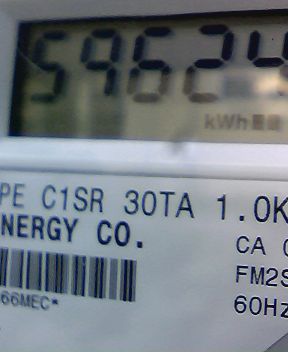 59624
kWh
PE C1SR 30TA 1.0K
NERGY CO.
CA
FM2S
66MEC*
60Hz